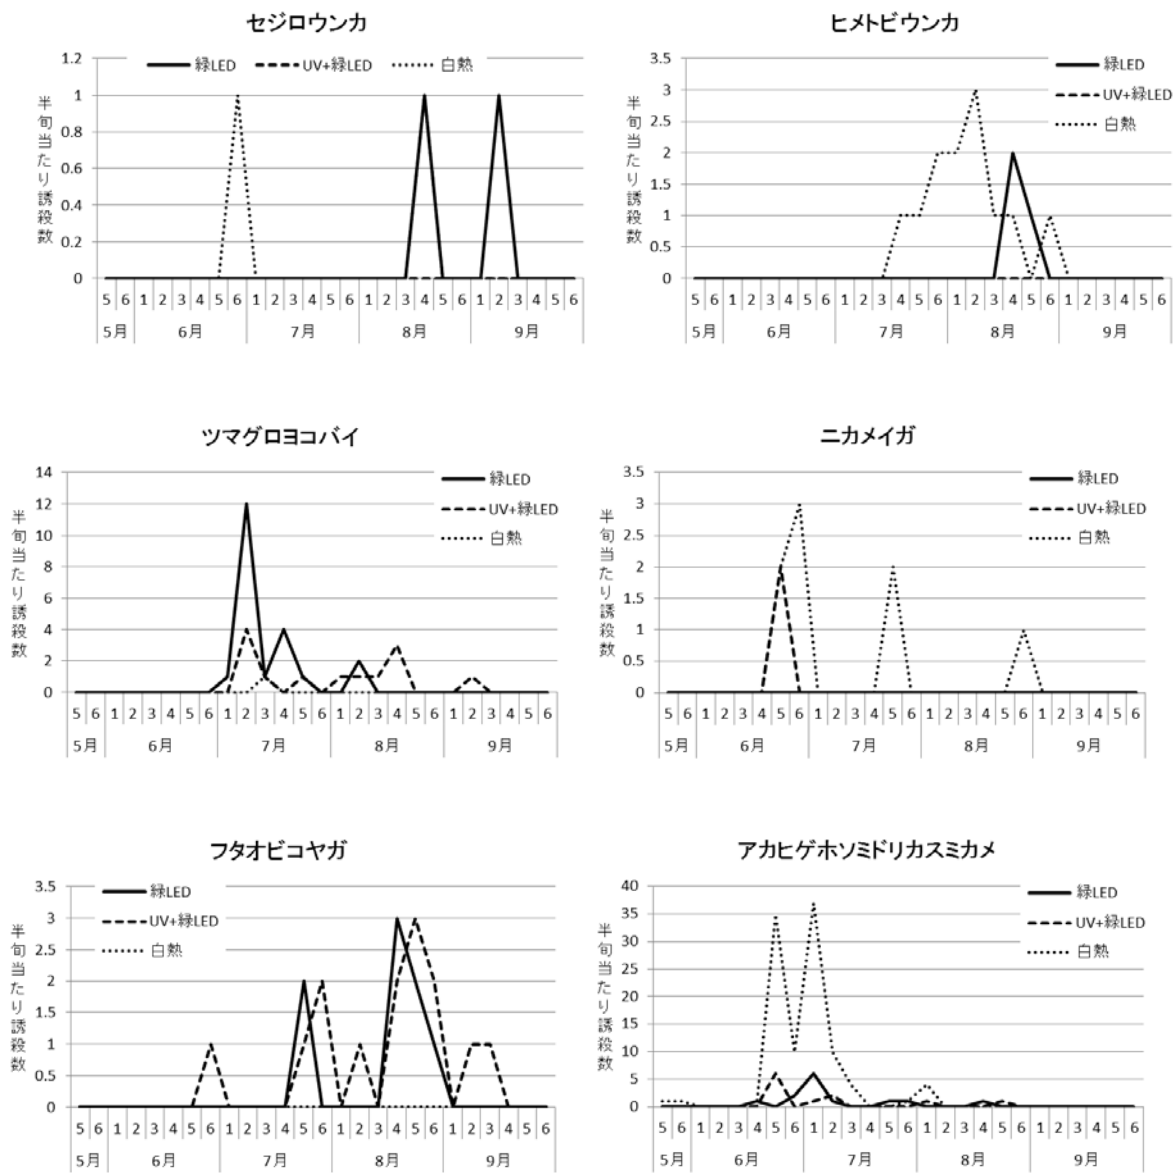 セジロウンカ
緑LED UV+緑LED 白熱
半旬当たり誘殺数
1.2
1
0.8
0.6
0.4
0.2
0
5 6 1 2 3 4 5 6 1 2 3 4 5 6 1 2 3 4 5 6 1 2 3 4 5 6
5月 6月 7月 8月 9月
ヒメトビウンカ
緑LED
UV+緑LED
白熱
半旬当たり誘殺数
3.5
3
2.5
2
1.5
1
0.5
0
5 6 1 2 3 4 5 6 1 2 3 4 5 6 1 2 3 4 5 6 1 2 3 4 5 6
5月 6月 7月 8月 9月
ツマグロヨコバイ
緑LED
UV+緑LED
白熱
半旬当たり誘殺数
14
12
10
8
6
4
2
0
5 6 1 2 3 4 5 6 1 2 3 4 5 6 1 2 3 4 5 6 1 2 3 4 5 6
5月 6月 7月 8月 9月
ニカメイガ
緑LED
UV+緑LED
白熱
半旬当たり誘殺数
3.5
3
2.5
2
1.5
1
0.5
0
5 6 1 2 3 4 5 6 1 2 3 4 5 6 1 2 3 4 5 6 1 2 3 4 5 6
5月 6月 7月 8月 9月
フタオビコヤガ
緑LED
UV+緑LED
白熱
半旬当たり誘殺数
3.5
3
2.5
2
1.5
1
0.5
0
5 6 1 2 3 4 5 6 1 2 3 4 5 6 1 2 3 4 5 6 1 2 3 4 5 6
5月 6月 7月 8月 9月
アカヒゲホソミドリカスミカメ
緑LED
UV+緑LED
白熱
半旬当たり誘殺数
40
35
30
25
20
15
10
5
0
5 6 1 2 3 4 5 6 1 2 3 4 5 6 1 2 3 4 5 6 1 2 3 4 5 6
5月 6月 7月 8月 9月